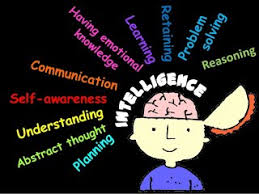 Having emotional
knowledge
Learning
Retaining
Problem
solving
Reasoning
Communication
Self-awareness
Understanding
Abstract thought
Planning
INTELLIGENCE